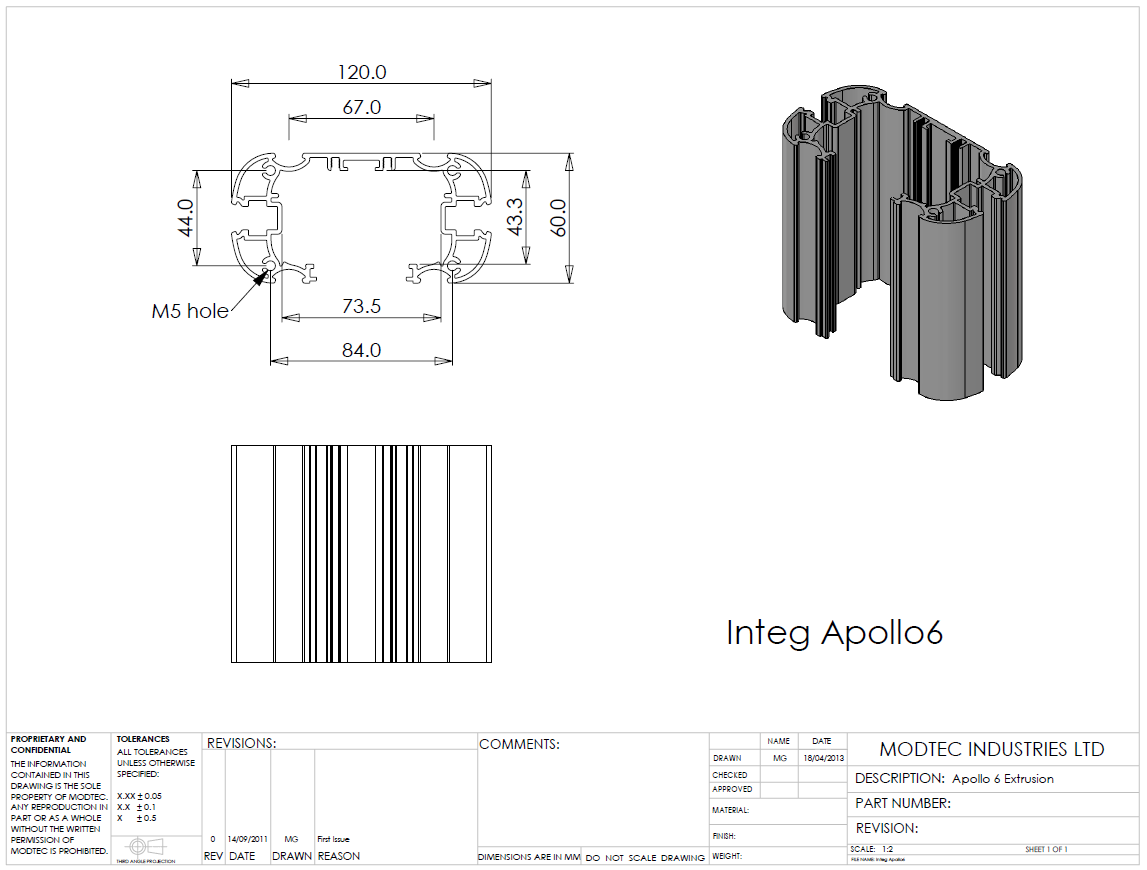 120.0
67.0
44.0
43.3
60.0
M5 hole
73.5
84.0
Integ Apollo6
PROPRIETARY AND
CONFIDENTIAL
THE INFORMATION
CONTAINED IN THIS
DRAWING IS THE SOLE
PROPERTY OF MODTEC.
ANY REPRODUCTION IN
PART OR AS A WHOLE
WITHOUT THE WRITTEN
PERMISSION OF
MODTEC IS PROHIBITED.
TOLERANCES
ALL TOLERANCES
UNLESS OTHERWISE
SPECIFIED:
X.XX ± 0.05
X.X ± 0.1
X ± 0.5
THIRD ANGLE PROJECTION
REVISIONS:
0 14/09/2011 MG First Issue
REV DATE DRAWN REASON
COMMENTS:
DIMENSIONS ARE IN MM DO NOT SCALE DRAWING
NAME DATE
DRAWN MG 18/04/2013
CHECKED
APPROVED
MATERIAL:
FINISH:
WEIGHT:
MODTEC INDUSTRIES LTD
DESCRIPTION: Apollo 6 Extrusion
PART NUMBER:
REVISION:
SCALE: 1:2 SHEET 1 OF 1
FILE NAME: Integ Apollo6